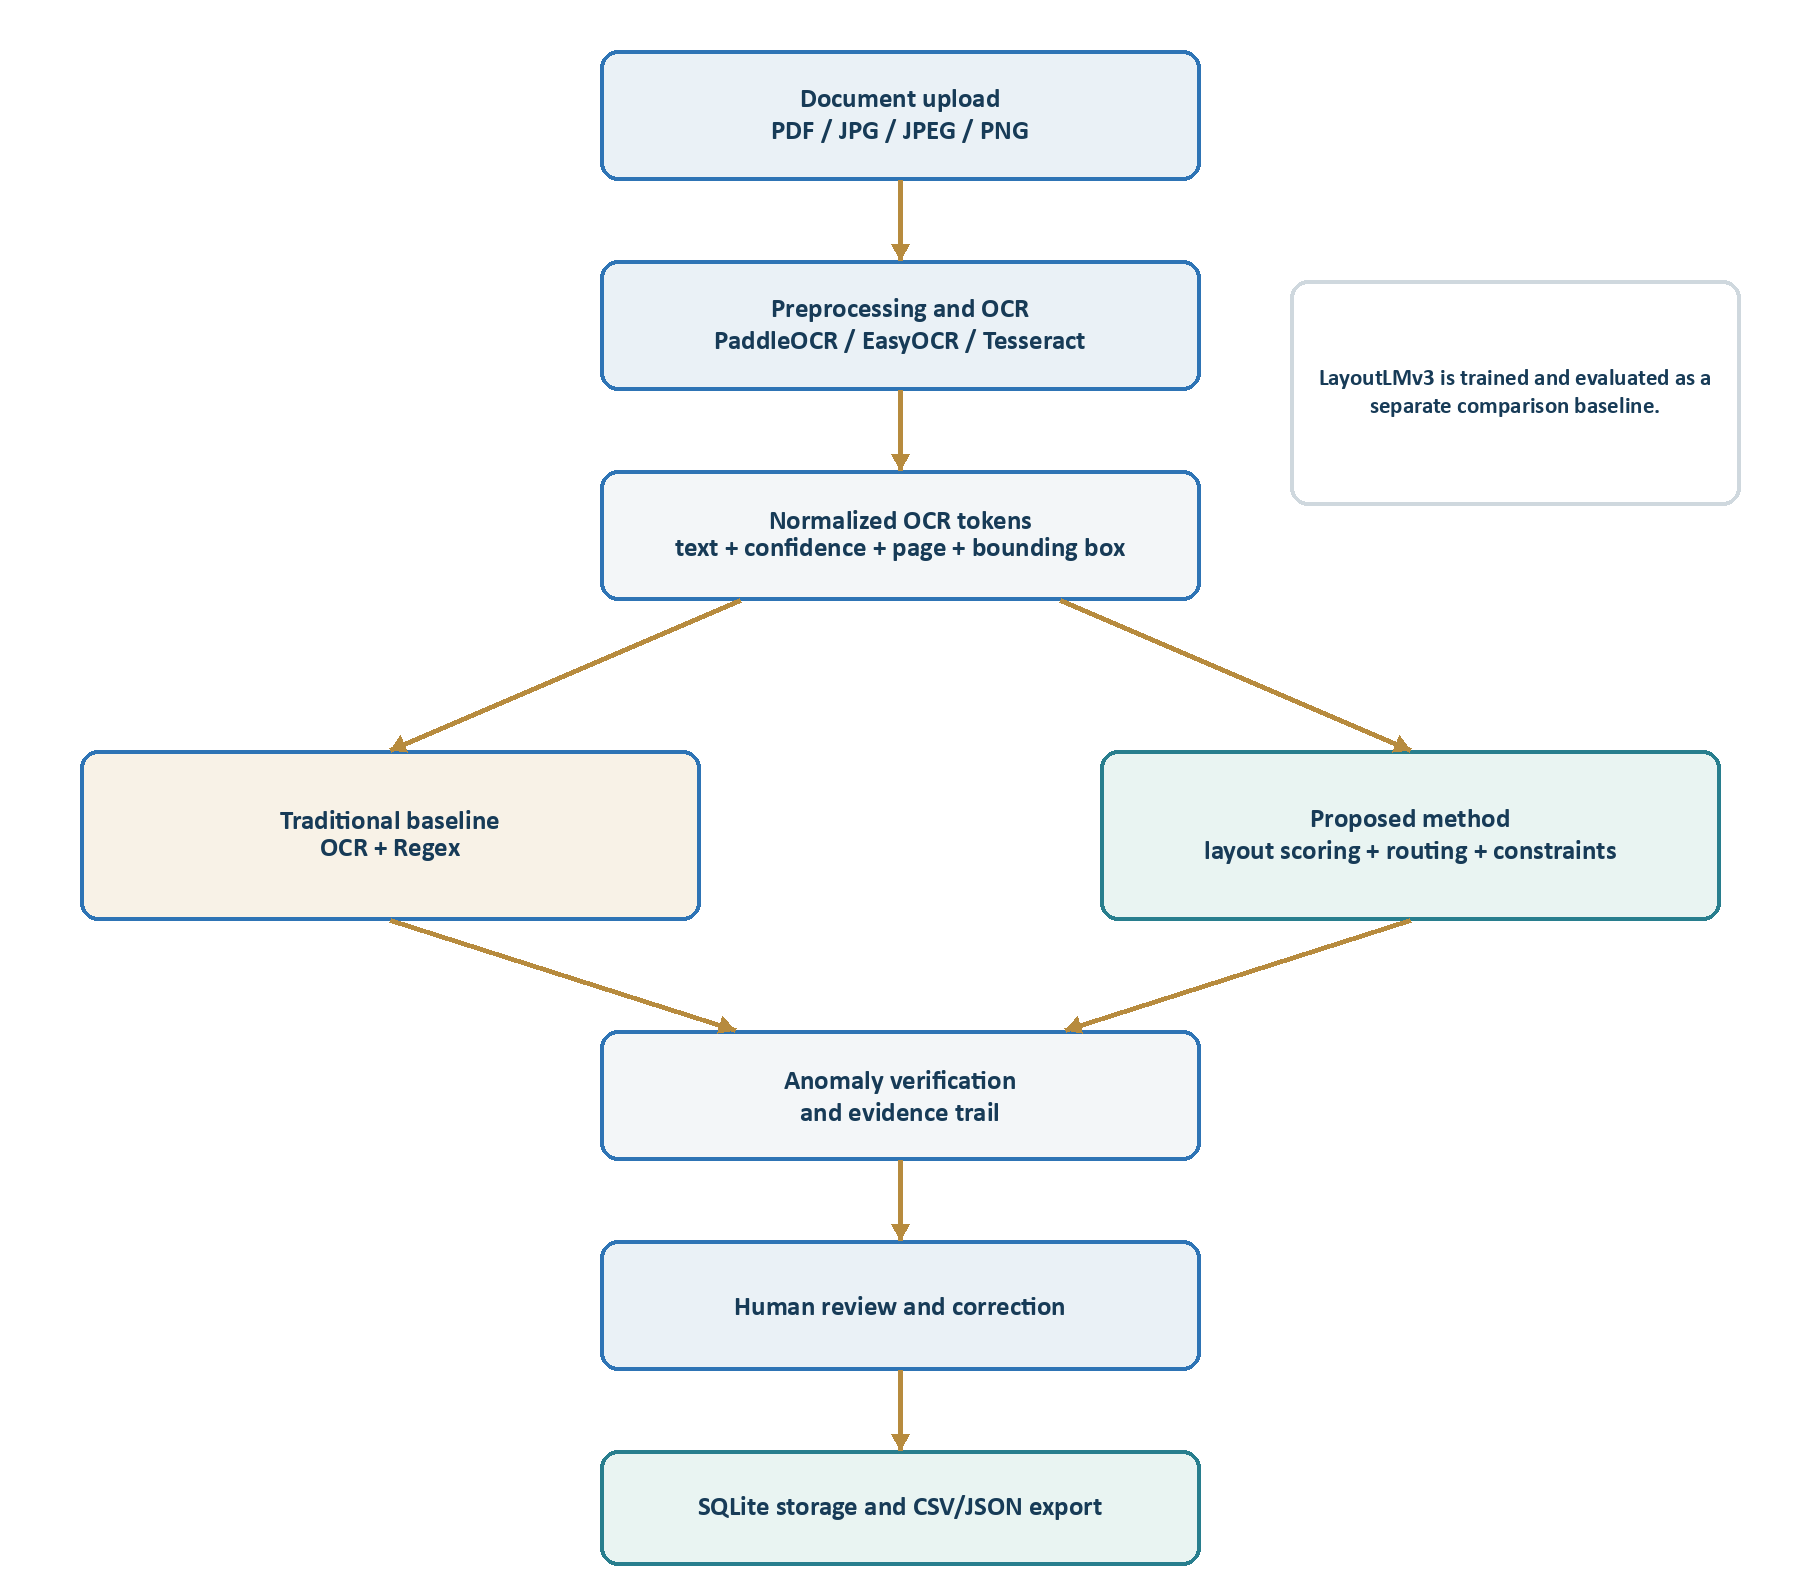 Document upload
PDF / JPG / JPEG / PNG
Preprocessing and OCR
PaddleOCR / EasyOCR / Tesseract
LayoutLMv3 is trained and evaluated as a
separate comparison baseline.
Normalized OCR tokens
text + confidence + page + bounding box
Traditional baseline
OCR + Regex
Proposed method
layout scoring + routing + constraints
Anomaly verification
and evidence trail
Human review and correction
SQLite storage and CSV/JSON export